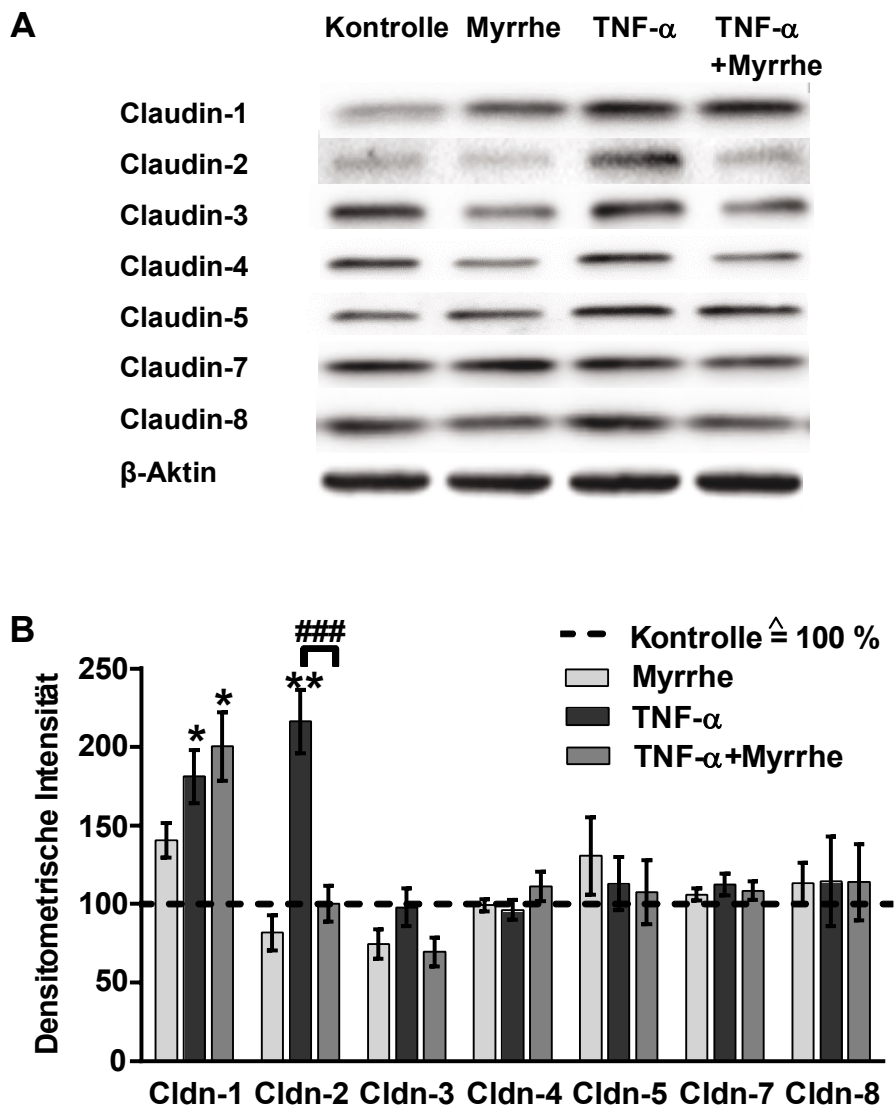 A
Kontrolle Myrrhe TNF-α TNF-α
+Myrrhe
Claudin-1
Claudin-2
Claudin-3
Claudin-4
Claudin-5
Claudin-7
Claudin-8
β-Aktin
B
###
Kontrolle ≙ 100 %
Myrrhe
TNF-α
TNF-α+Myrrhe
Densitometrische Intensität
250
200
150
100
50
0
* * **
Cldn-1 Cldn-2 Cldn-3 Cldn-4 Cldn-5 Cldn-7 Cldn-8